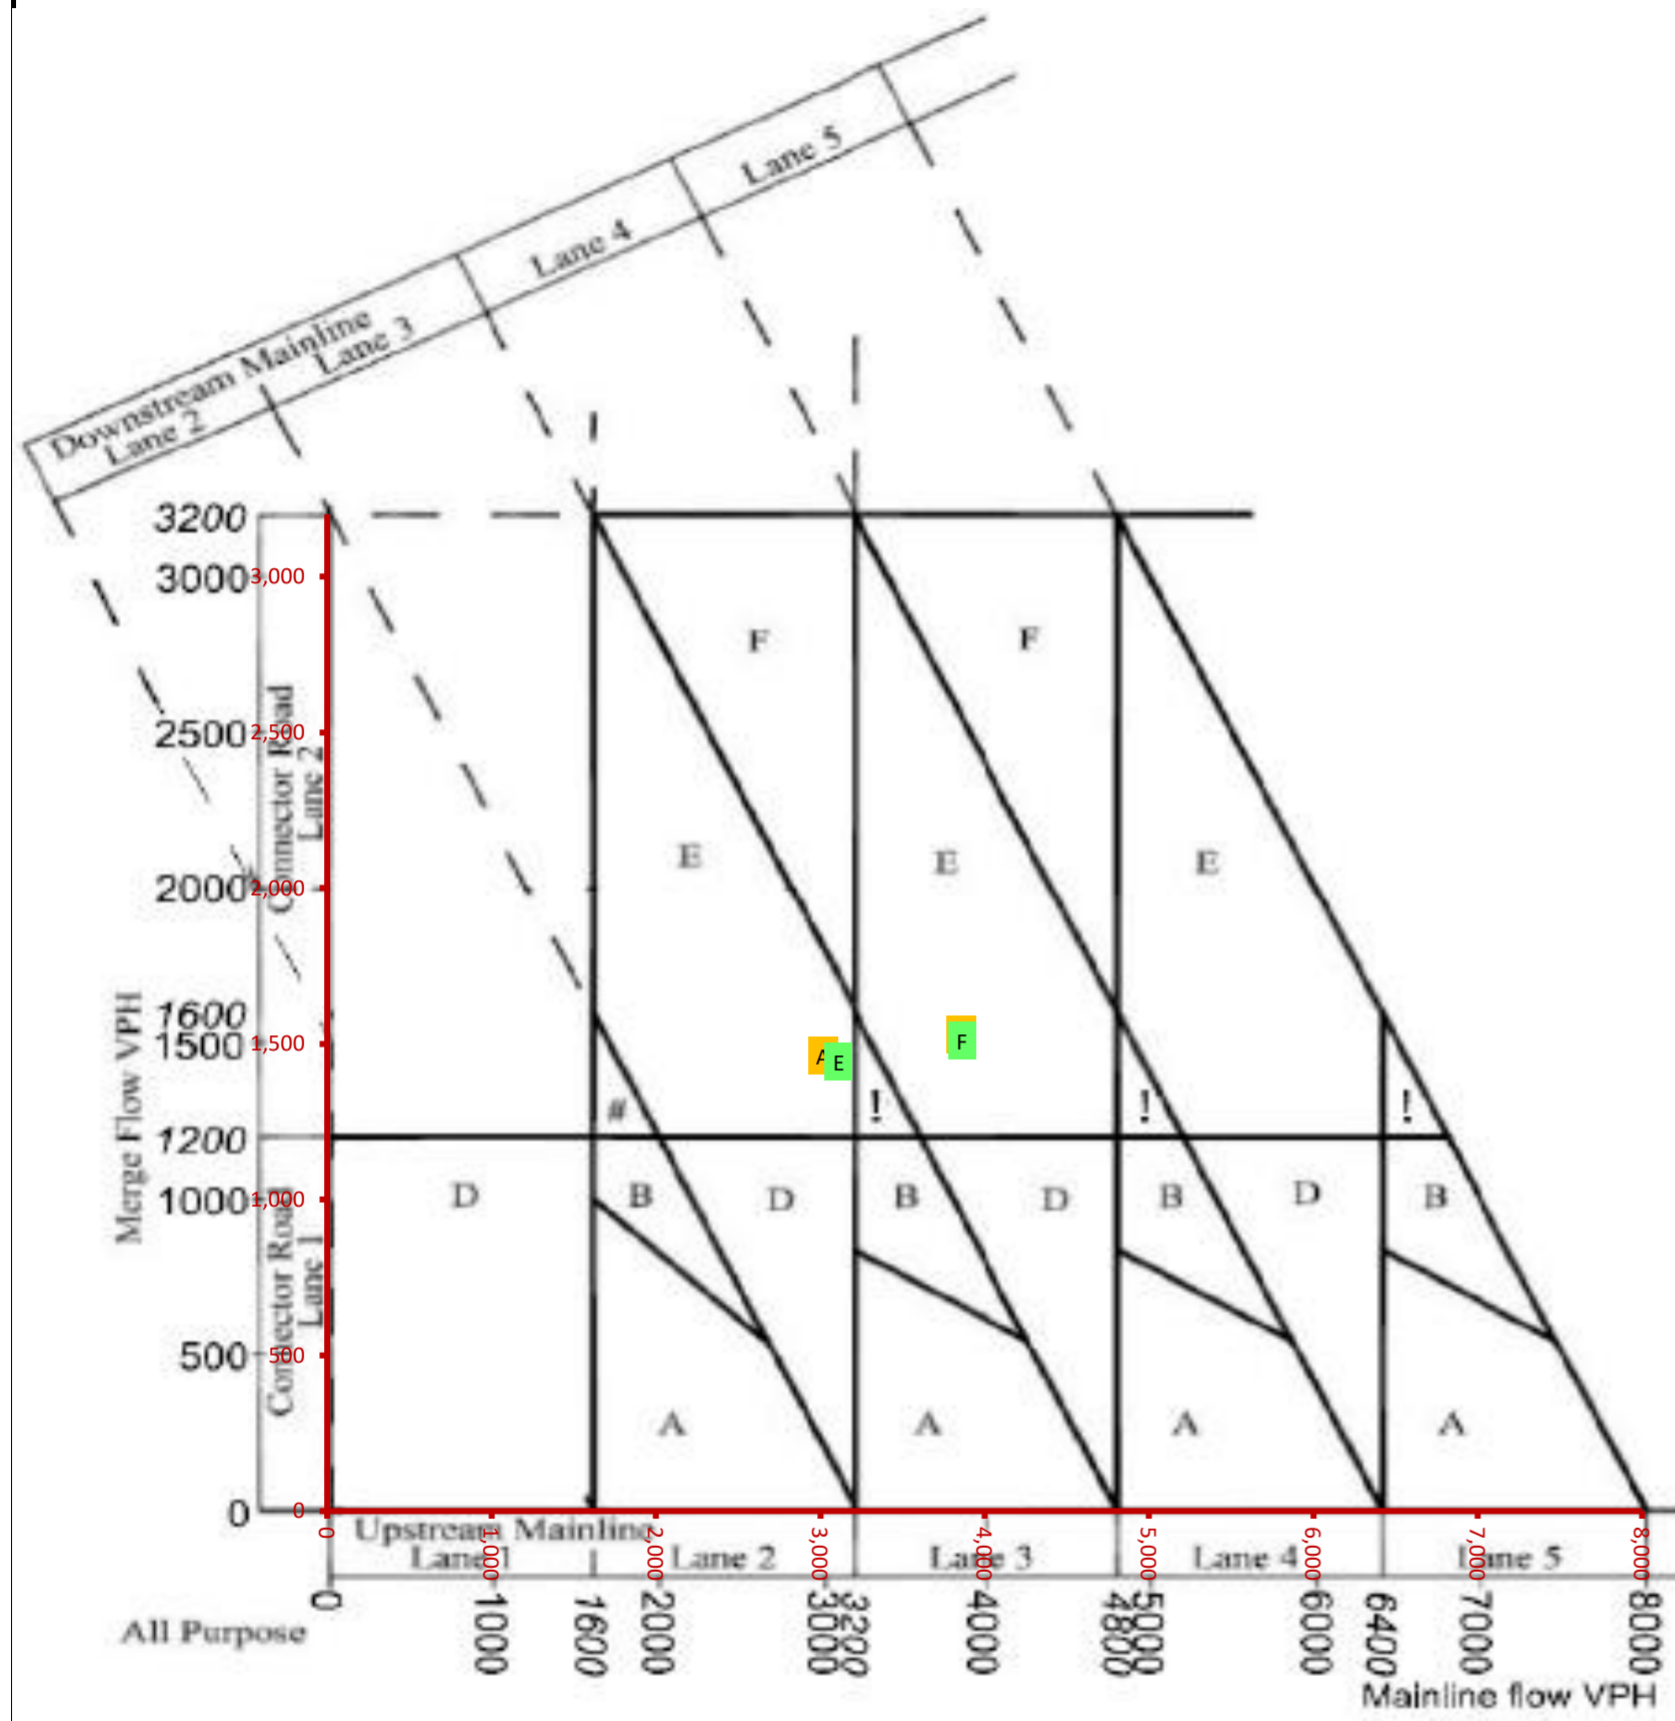 Lane 5
Lane 4
Downstream Mainline
Lane 3
Lane 2
3200
3000
3,000
F
F
2500
2,500
Connector Road
Lane 2
E
E
E
2000
2,000
1600
1500
1,500
A
E
F
#
!
!
!
1200
Merge Flow VPH
D
B
D
B
D
B
D
B
1000
1,000
Connector Road
Lane 1
500
500
A
A
A
A
0
0
0
1,000
2,000
3,000
4,000
5,000
6,000
7,000
8,000
Upstream Mainline
Lane 1
Lane 2
Lane 3
Lane 4
Lane 5
0
1000
1600
2000
3000
3200
4000
4800
5000
6000
6400
7000
8000
All Purpose
Mainline flow VPH